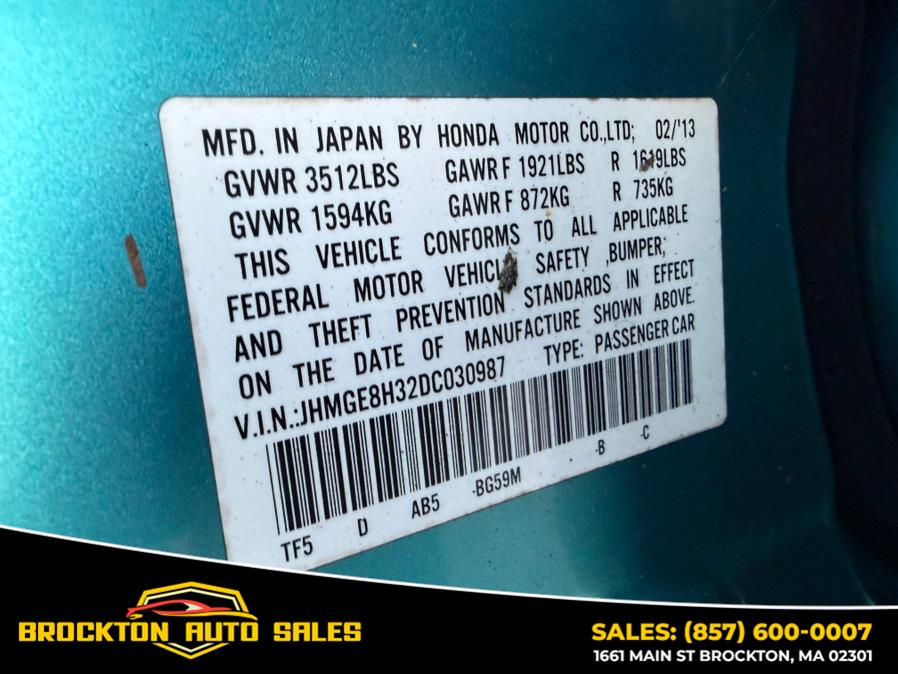 MFD. IN JAPAN BY HONDA MOTOR CO.,LTD; 02/'13
GVWR 3512LBS GAWR F 1921LBS R 1619LBS
GVWR 1594KG GAWR F 872KG R 735KG
THIS VEHICLE CONFORMS TO ALL APPLICABLE
FEDERAL MOTOR VEHICLE SAFETY ,BUMPER;
AND THEFT PREVENTION STANDARDS IN EFFECT
ON THE DATE OF MANUFACTURE SHOWN ABOVE.
V.I.N.:JHMGE8H32DC030987 TYPE: PASSENGER CAR
TF5 D AB5 -BG59M -B -C
BROCKTON AUTO SALES
SALES: (857) 600-0007
1661 MAIN ST BROCKTON, MA 02301